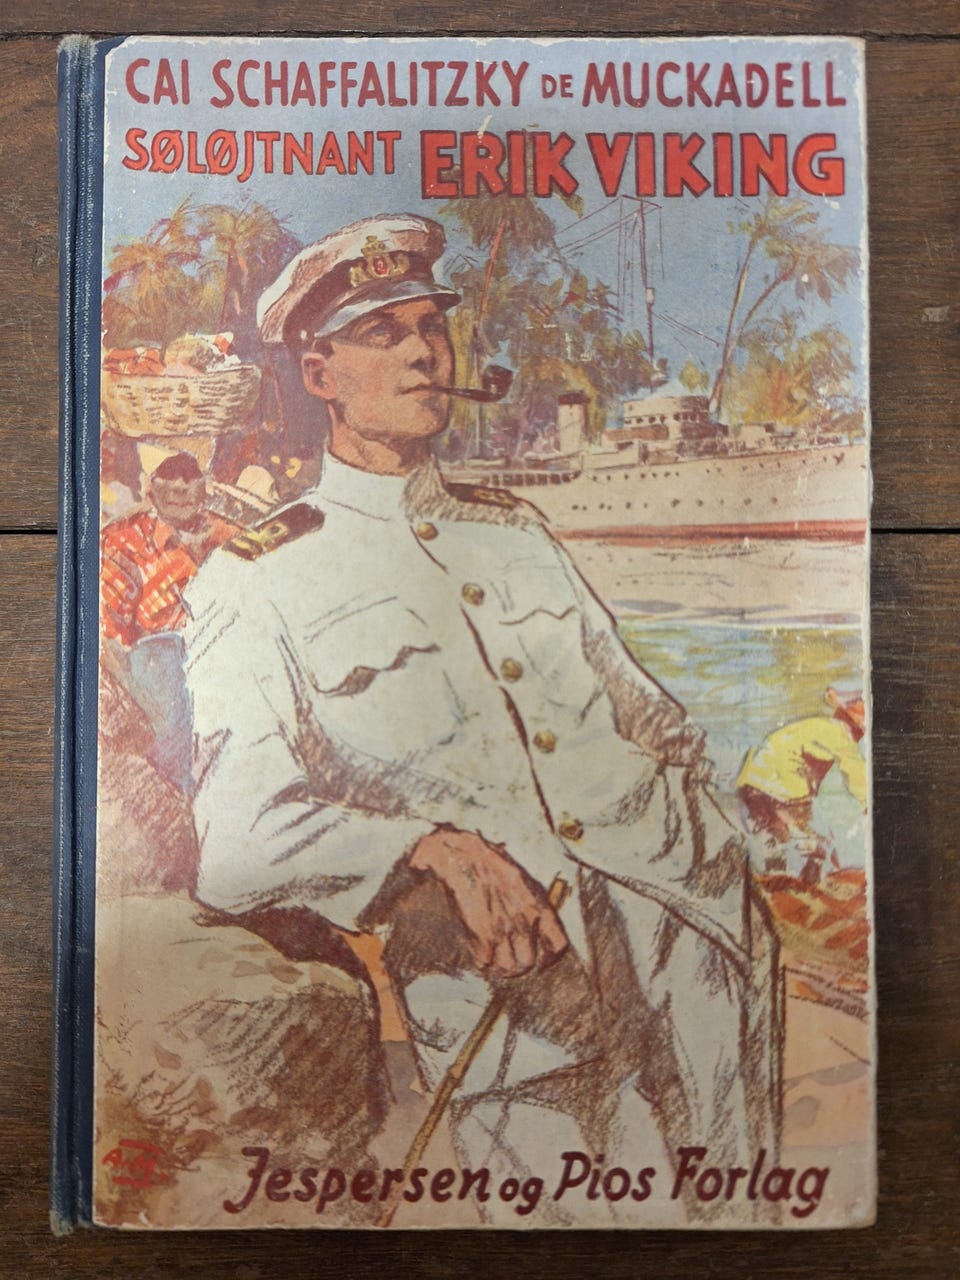 CAI SCHAFFALITZKY DE MUCKADELL
SØLØJTNANT ERIK VIKING
Jespersen og Pios Forlag